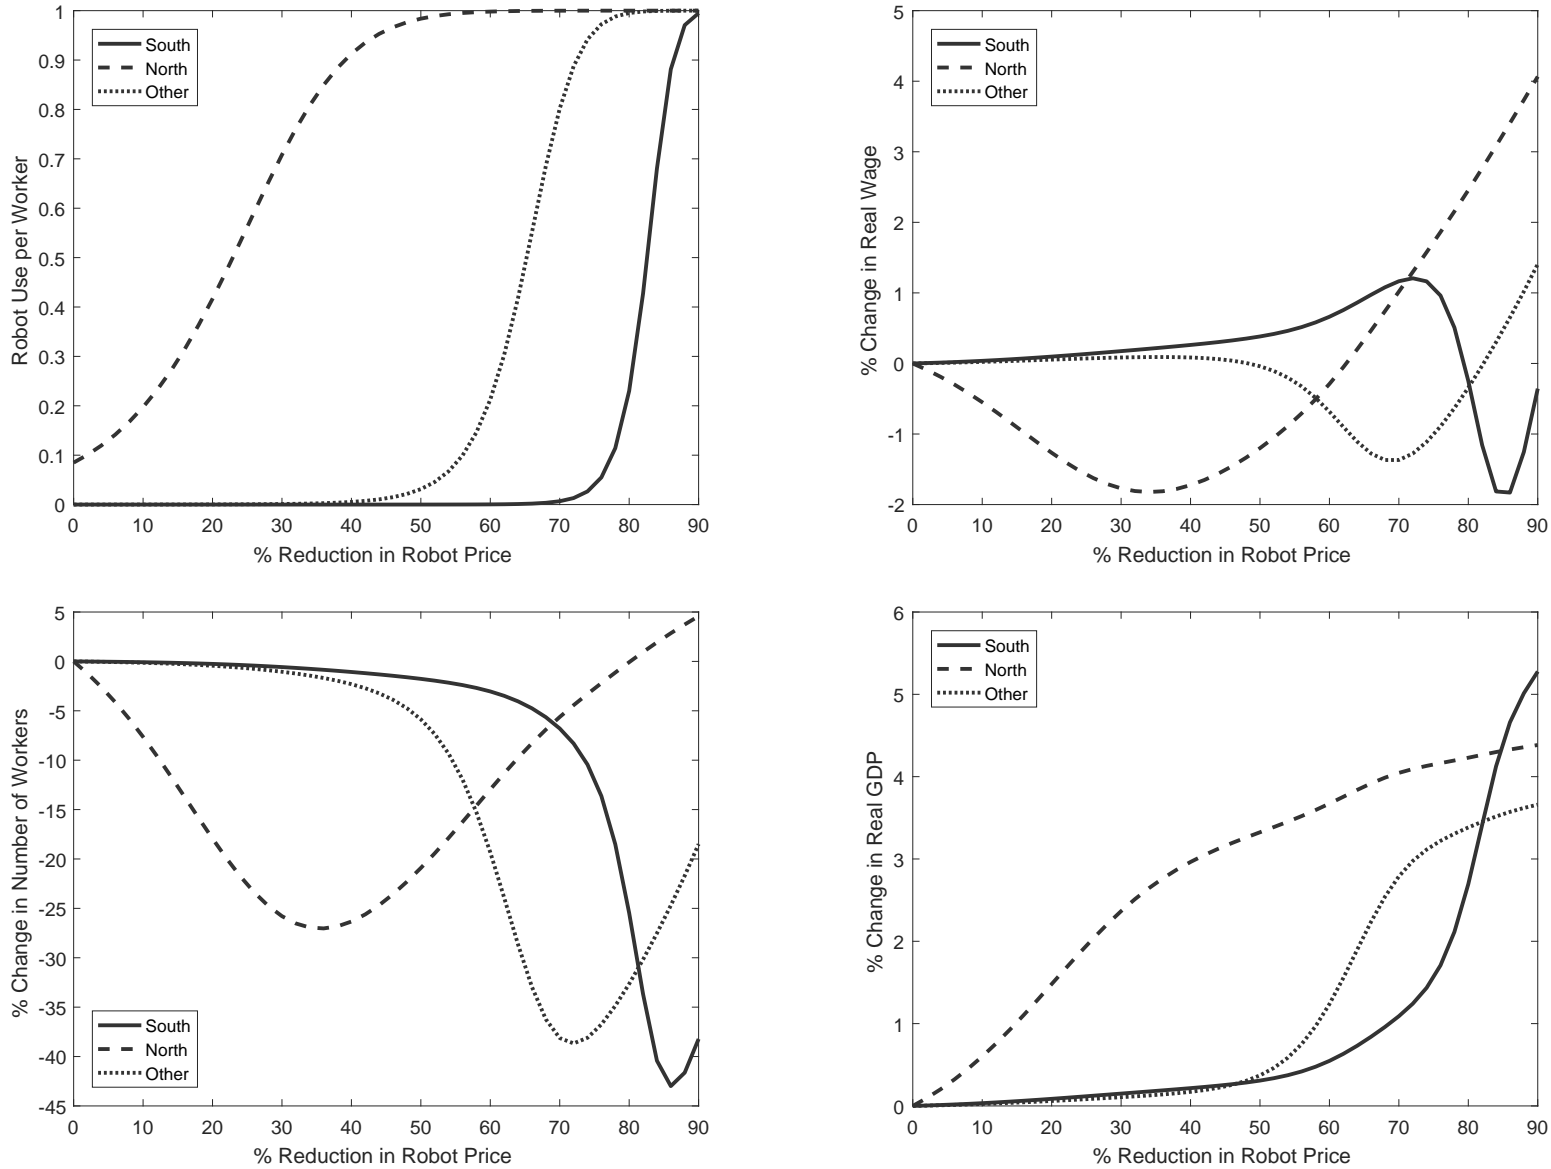 1
0.9
0.8
0.7
0.6
0.5
0.4
0.3
0.2
0.1
0
Robot Use per Worker
South
North
Other
0 10 20 30 40 50 60 70 80 90
% Reduction in Robot Price
5
4
3
2
1
0
-1
-2
% Change in Real Wage
South
North
Other
0 10 20 30 40 50 60 70 80 90
% Reduction in Robot Price
5
0
-5
-10
-15
-20
-25
-30
-35
-40
-45
% Change in Number of Workers
South
North
Other
0 10 20 30 40 50 60 70 80 90
% Reduction in Robot Price
6
5
4
3
2
1
0
% Change in Real GDP
South
North
Other
0 10 20 30 40 50 60 70 80 90
% Reduction in Robot Price